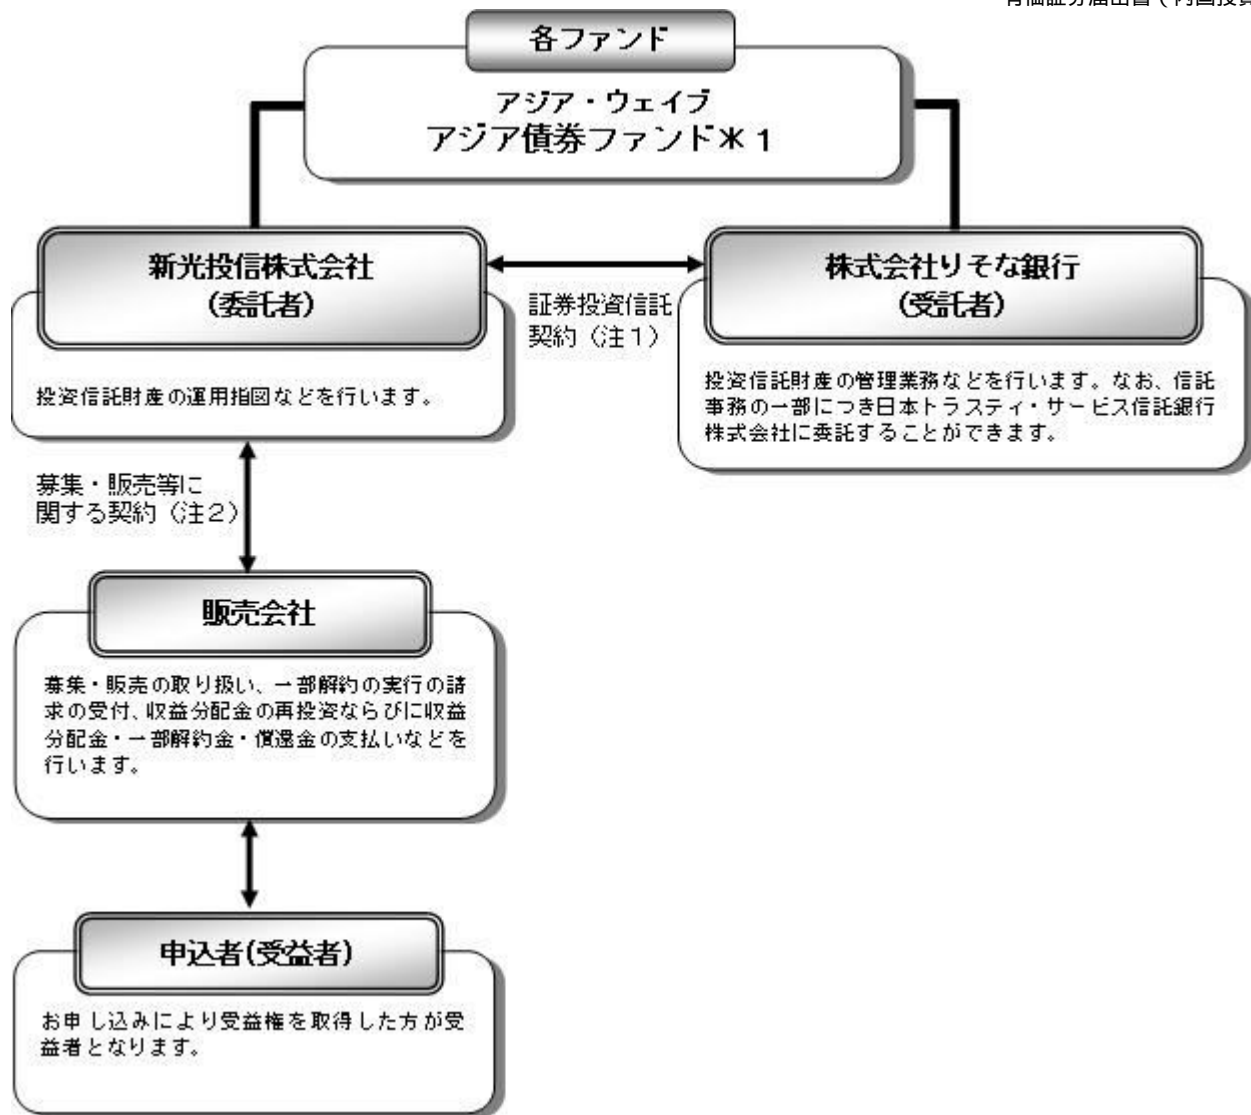 各ファンド
アジア・ウェイブ
アジア債券ファンド＊1
新光投信株式会社
(委託者)
投資信託財産の運用指図などを行います。
証券投資信託
契約（注1）
株式会社りそな銀行
(受託者)
投資信託財産の管理業務などを行います。なお、信託
事務の一部につき日本トラスティ・サービス信託銀行
株式会社に委託することができます。
募集・販売等に
関する契約（注2）
販売会社
募集・販売の取り扱い、一部解約の実行の請
求の受付、収益分配金の再投資ならびに収益
分配金・一部解約金・償還金の支払いなどを
行います。
申込者(受益者)
お申し込みにより受益権を取得した方が受
益者となります。